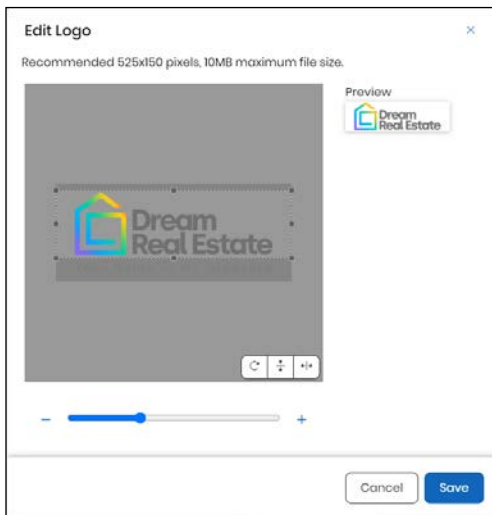 Edit Logo
×
Recommended 525x150 pixels, 10MB maximum file size.
Preview
Dream
Real Estate
Dream
Real Estate
− +
Cancel Save